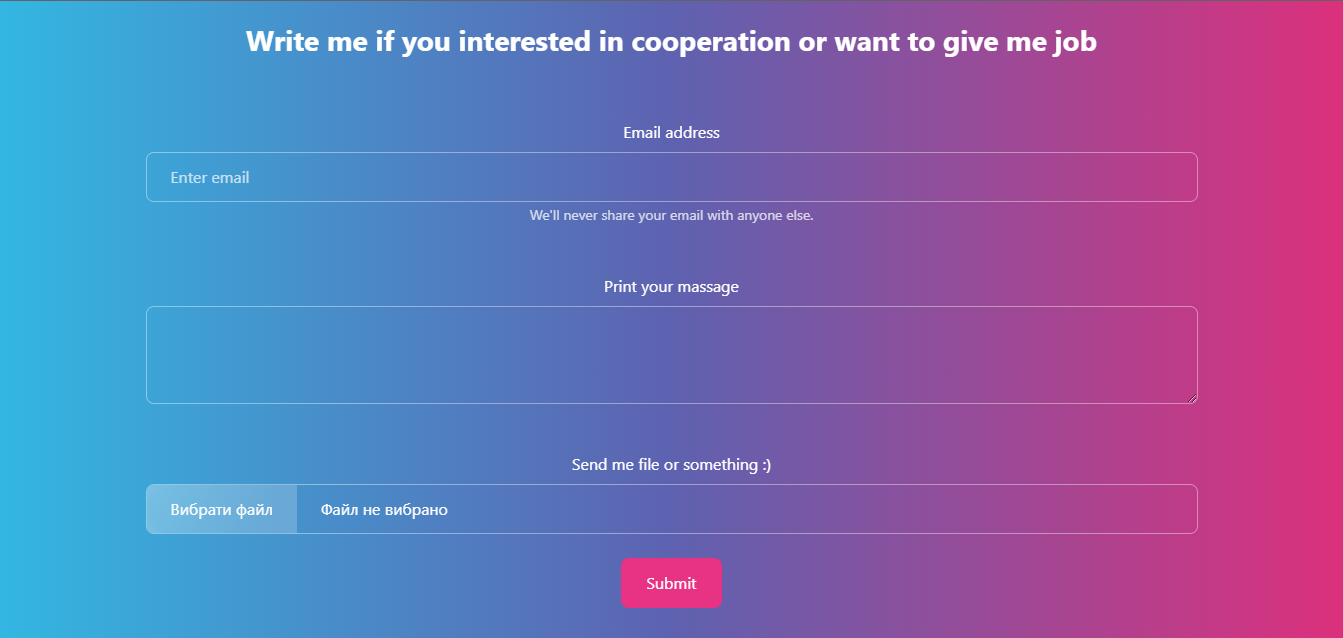 Write me if you interested in cooperation or want to give me job
Email address
Enter email
We'll never share your email with anyone else.
Print your massage
Send me file or something :)
Вибрати файл Файл не вибрано
Submit